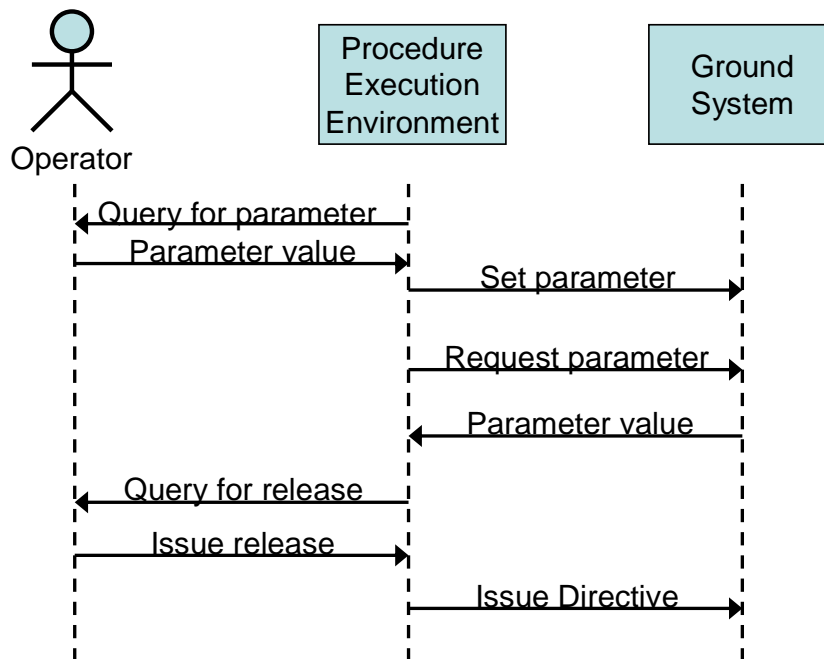 Procedure
Execution
Environment
Ground
System
Operator
Query for parameter
Parameter value
Set parameter
Request parameter
Parameter value
Query for release
Issue release
Issue Directive